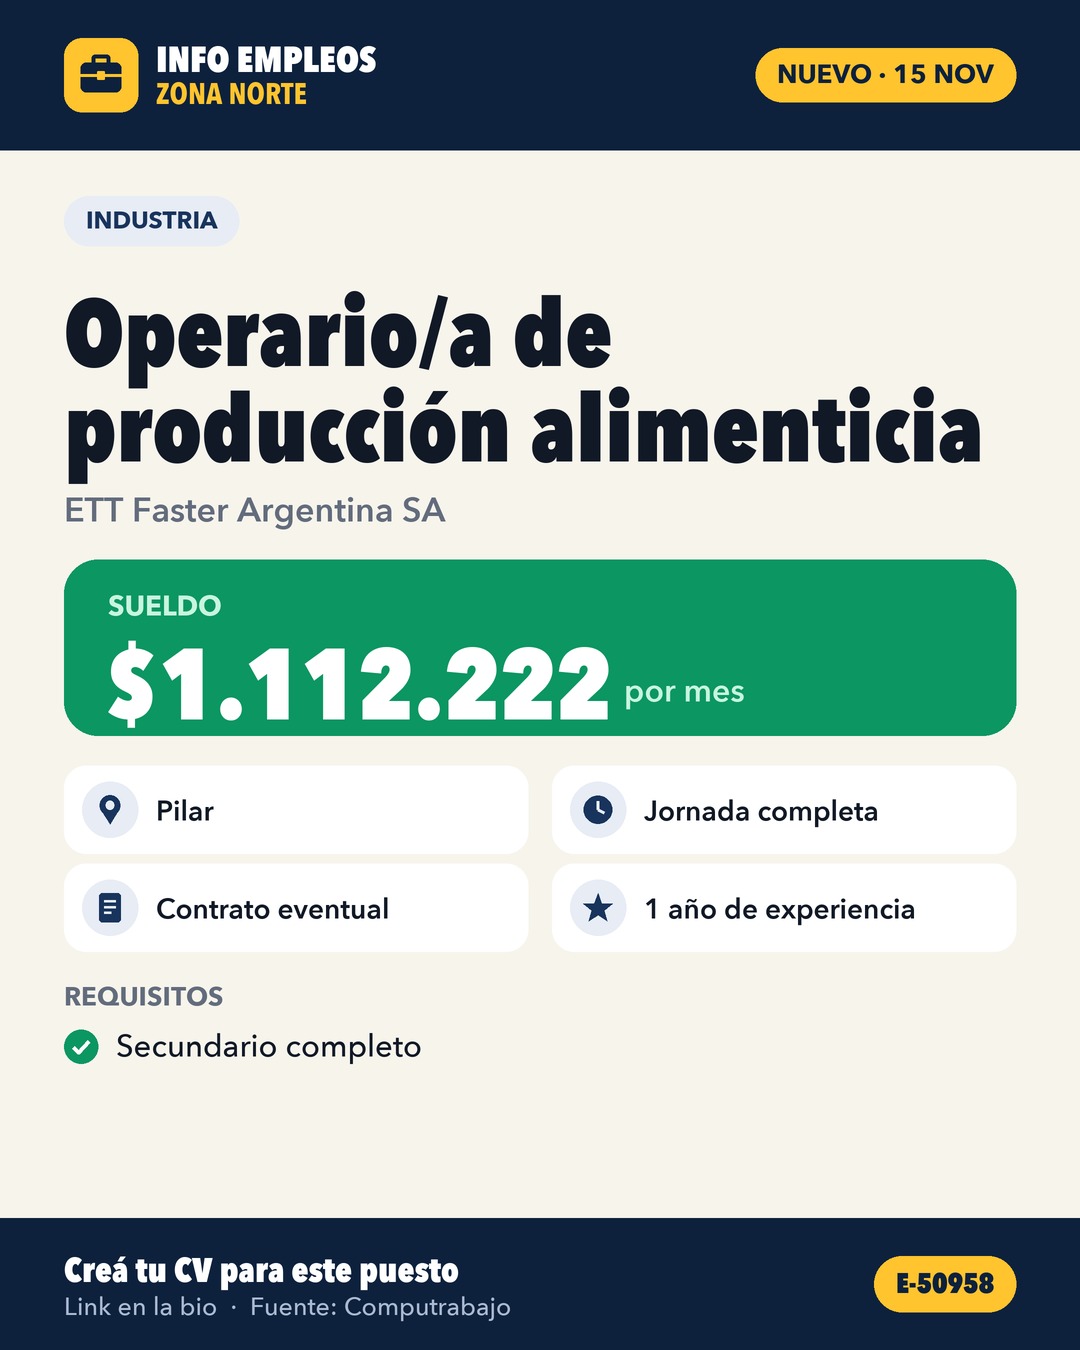 INFO EMPLEOS
ZONA NORTE
NUEVO · 15 NOV
INDUSTRIA
Operario/a de
producción alimenticia
ETT Faster Argentina SA
SUELDO
$1.112.222 por mes
Pilar
Jornada completa
Contrato eventual
1 año de experiencia
REQUISITOS
Secundario completo
Creá tu CV para este puesto
Link en la bio · Fuente: Computrabajo
E-50958